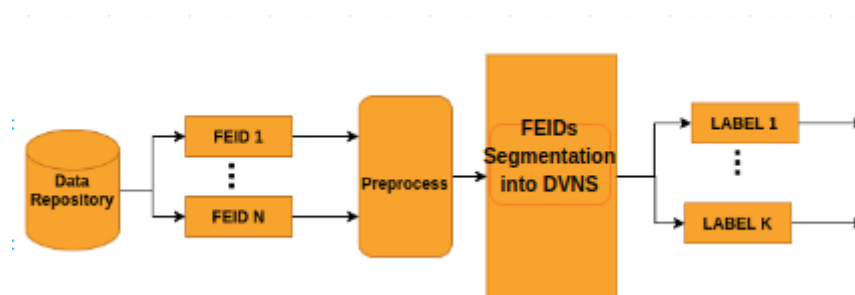 Data
Repository
FEID 1
FEID N
Preprocess
FEIDs
Segmentation
into DVNS
LABEL 1
LABEL K